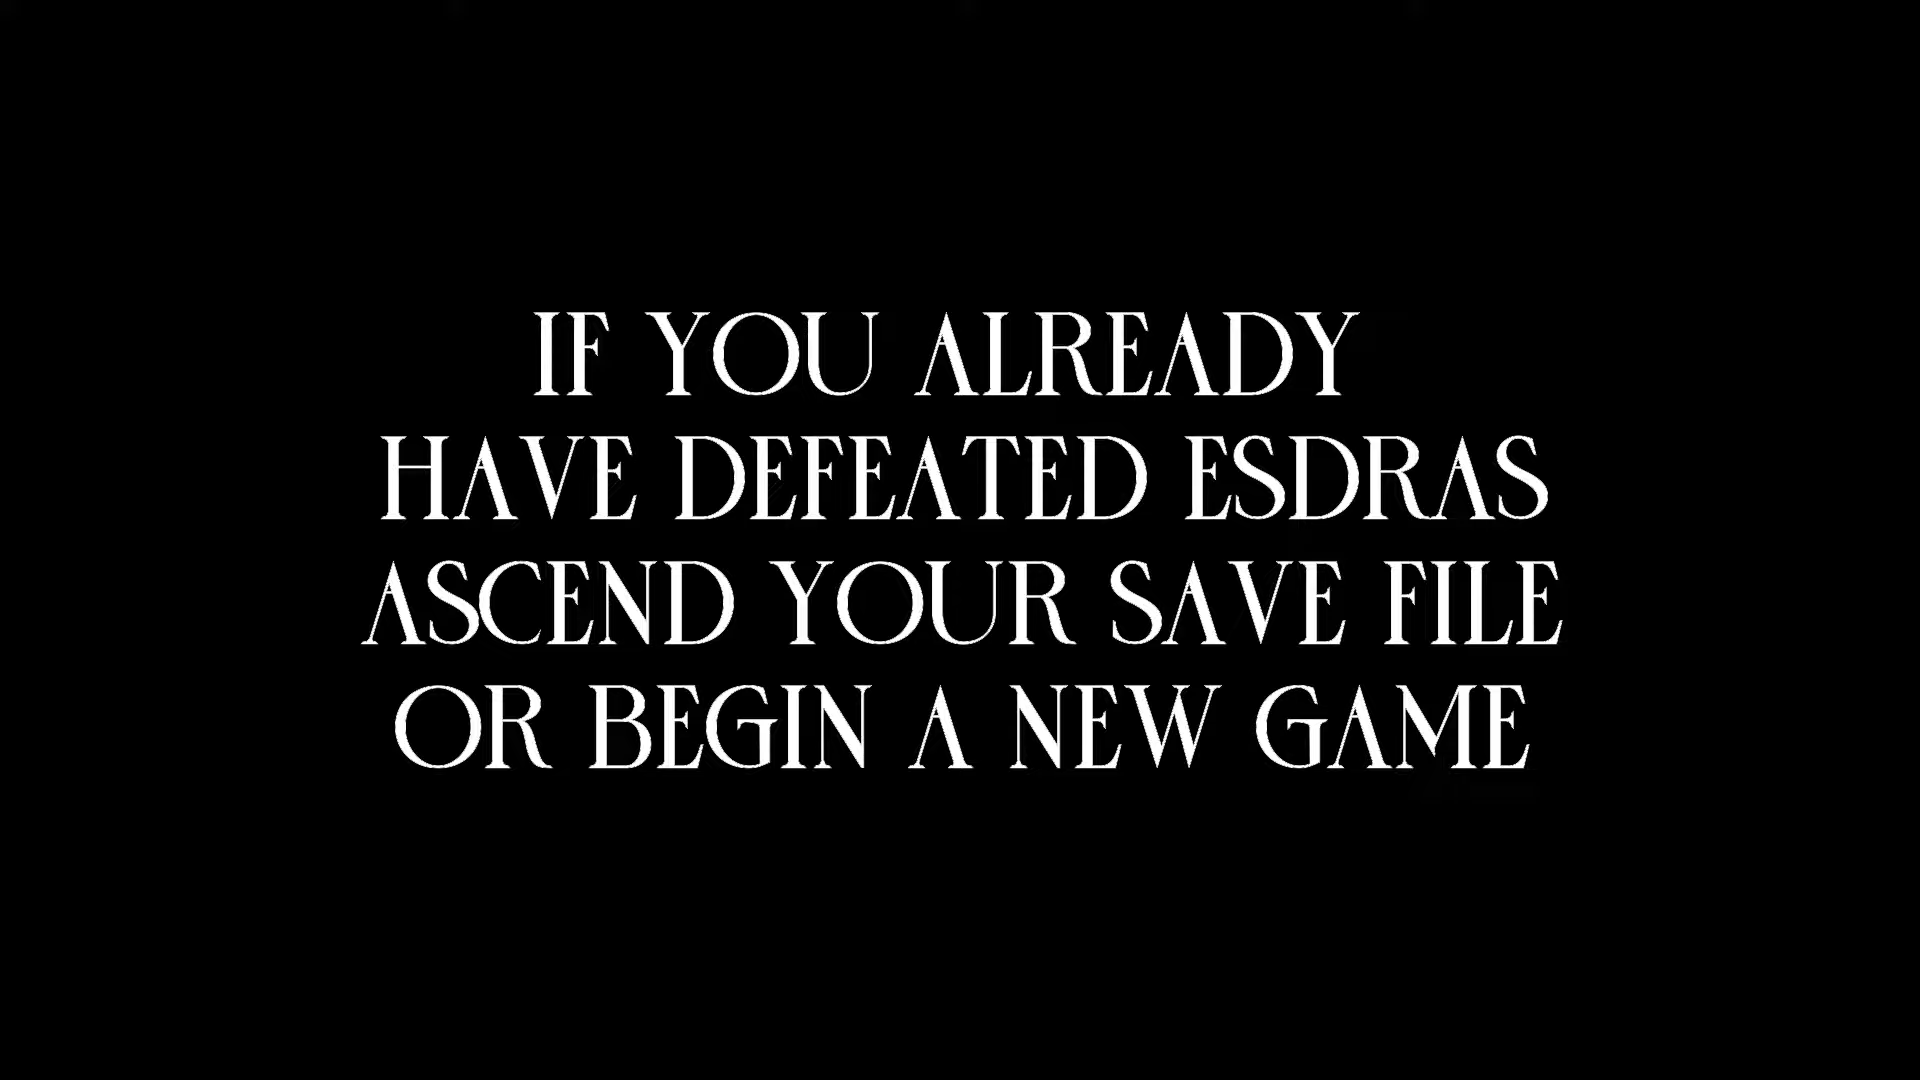 IF YOU ALREADY
HAVE DEFEATED ESDRAS
ASCEND YOUR SAVE FILE
OR BEGIN A NEW GAME